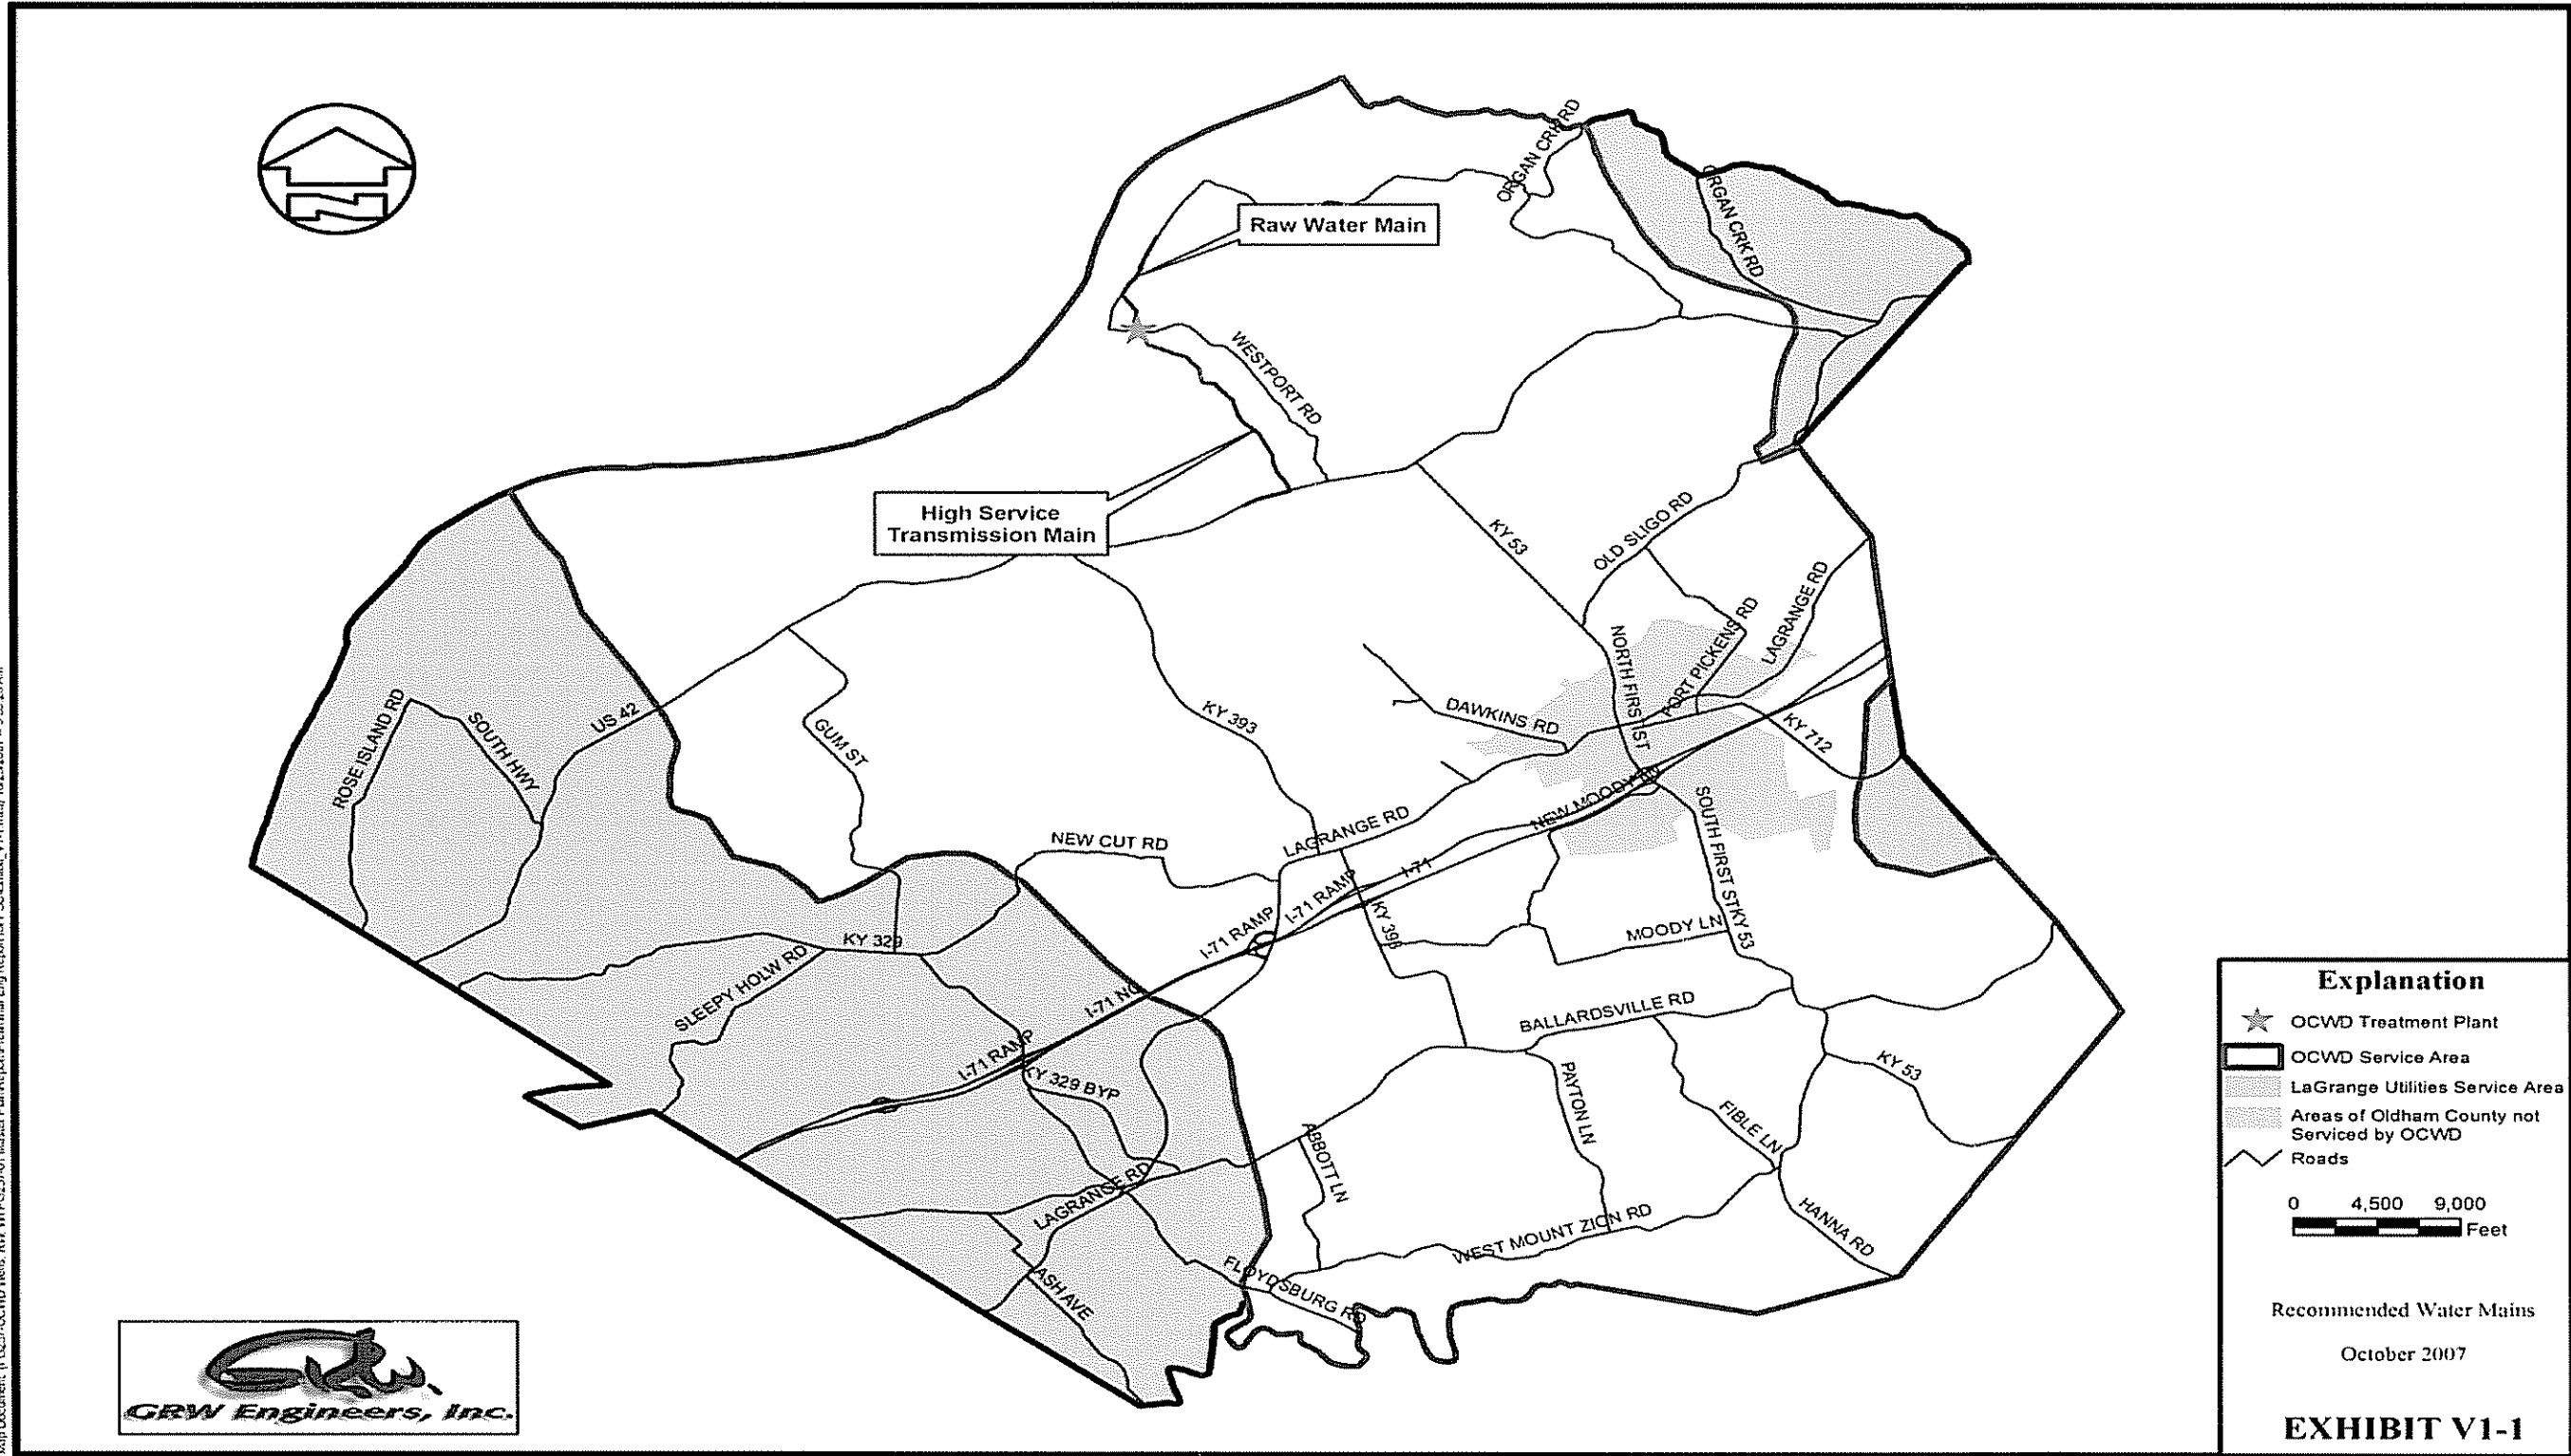 ORGAN CRK RD
ORGAN CRK RD
Raw Water Main
WESTPORT RD
High Service
Transmission Main
KY 53
OLD SLIGO RD
LAGRANGE RD
FORT PICKENS RD
NORTH FIRST ST
ROSE ISLAND RD
SOUTH HWY
US 42
GUM ST
KY 393
DAWKINS RD
KY 712
NEW MOODY
SOUTH FIRST ST
KY 53
NEW CUT RD
LAGRANGE RD
I-71
I-71 RAMP
I-71 RAMP
KY 393
MOODY LN
KY 329
SLEEPY HOLW RD
I-71 NO
I-71 RAMP
BALLARDSVILLE RD
KY 329 BYP
PAYTON LN
KY 53
FIBLE LN
ABBOTT LN
LAGRANGE RD
WEST MOUNT ZION RD
HANNA RD
FLOYDSBURG RD
ASH AVE
GRW
GRW Engineers, Inc.
Explanation
OCWD Treatment Plant
OCWD Service Area
LaGrange Utilities Service Area
Areas of Oldham County not
Serviced by OCWD
Roads
0 4,500 9,000
Feet
Recommended Water Mains
October 2007
EXHIBIT V1-1